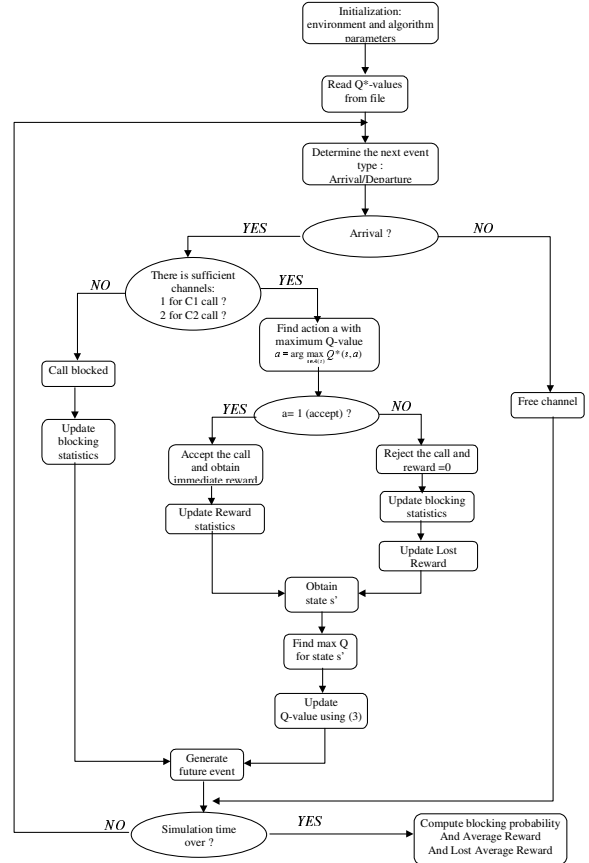 Initialization:
environment and algorithm
parameters
Read Q*-values
from file
Determine the next event
type :
Arrival/Departure
Arrival ?
YES
NO
There is sufficient
channels:
1 for C1 call ?
2 for C2 call ?
NO
YES
Find action a with
maximum Q-value
a = arg max Q*(s,a)
a∈A(s)
Call blocked
Free channel
a= 1 (accept) ?
YES
NO
Update
blocking
statistics
Accept the call
and obtain
immediate reward
Reject the call and
reward =0
Update Reward
statistics
Update blocking
statistics
Update Lost
Reward
Obtain
state s'
Find max Q
for state s'
Update
Q-value using (3)
Generate
future event
Simulation time
over ?
NO
YES
Compute blocking probability
And Average Reward
And Lost Average Reward